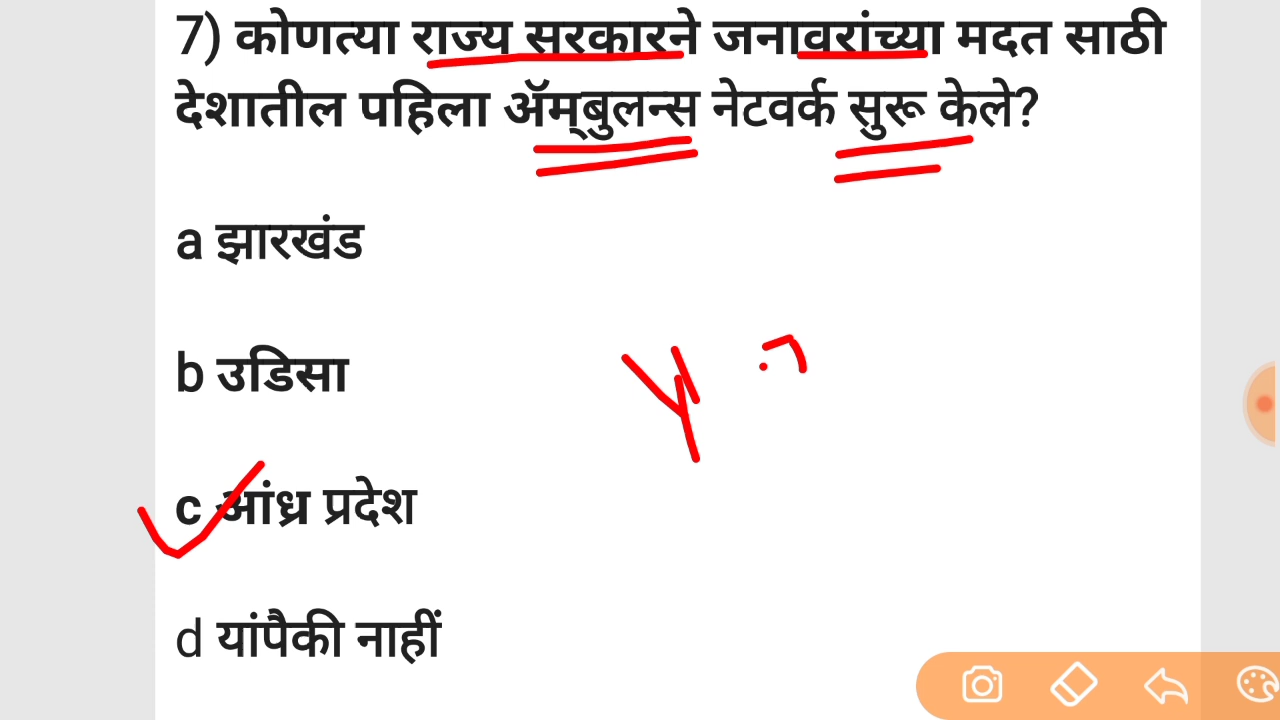 7) कोणत्या राज्य सरकारने जनावरांच्या मदत साठी
देशातील पहिला ॲम्बुलन्स नेटवर्क सुरू केले?
a झारखंड
b उडिसा
c आंध्र प्रदेश
d यांपैकी नाहीं